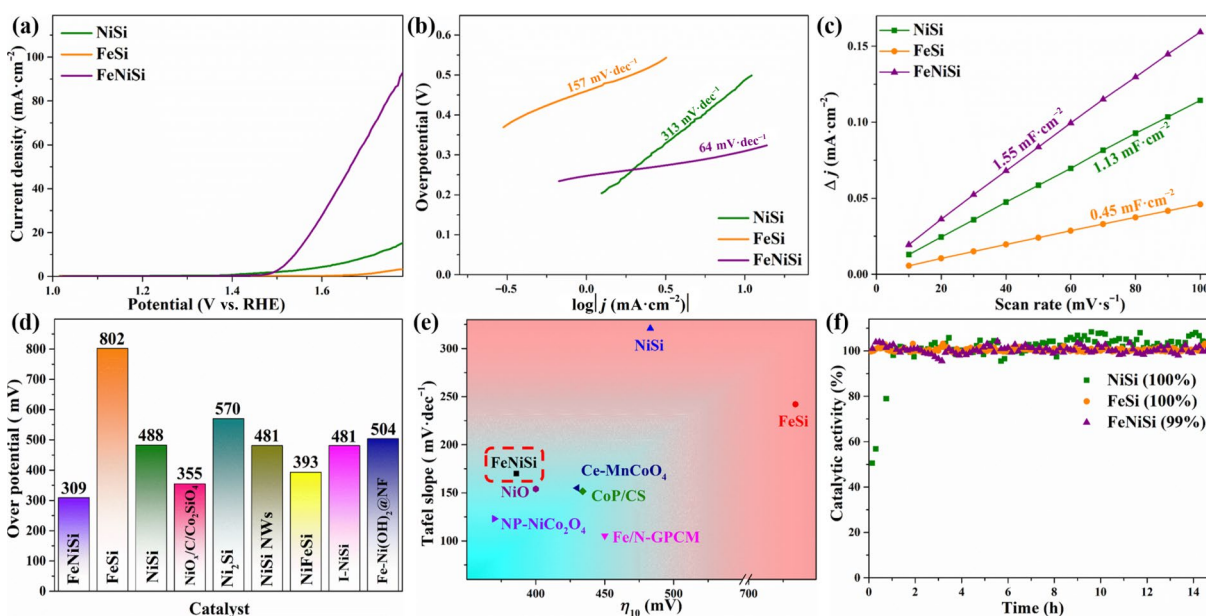 (a)
NiSi
FeSi
FeNiSi
100
80
60
40
20
0
Current density (mA·cm⁻²)
1.0
1.2
1.4
1.6
Potential (V vs. RHE)
(b)
0.6
0.5
0.4
0.3
0.2
0.1
0.0
Overpotential (V)
157 mV·dec⁻¹
313 mV·dec⁻¹
64 mV·dec⁻¹
NiSi
FeSi
FeNiSi
−0.5
0.0
0.5
1.0
log|j (mA·cm⁻²)|
(c)
NiSi
FeSi
FeNiSi
0.15
0.10
0.05
0.00
Δ j (mA·cm⁻²)
1.55 mF·cm⁻²
1.13 mF·cm⁻²
0.45 mF·cm⁻²
0
20
40
60
80
100
Scan rate (mV·s⁻¹)
(d)
800
700
600
500
400
300
200
100
0
Over potential ( mV)
309
802
488
355
570
481
393
481
504
FeNiSi
FeSi
NiSi
NiOₓ/C/Co₂SiO₄
Ni₂Si
NiSi NWs
NiFeSi
I-NiSi
Fe-Ni(OH)₂@NF
Catalyst
(e)
300
250
200
150
100
Tafel slope ( mV·dec⁻¹)
NiSi
FeSi
FeNiSi
Ce-MnCoO₄
NiO
CoP/CS
NP-NiCo₂O₄
Fe/N-GPCM
400
450
500
700
η₁₀ (mV)
(f)
120
100
80
60
40
20
0
Catalytic activity (%)
NiSi (100%)
FeSi (100%)
FeNiSi (99%)
0
2
4
6
8
10
12
14
Time (h)